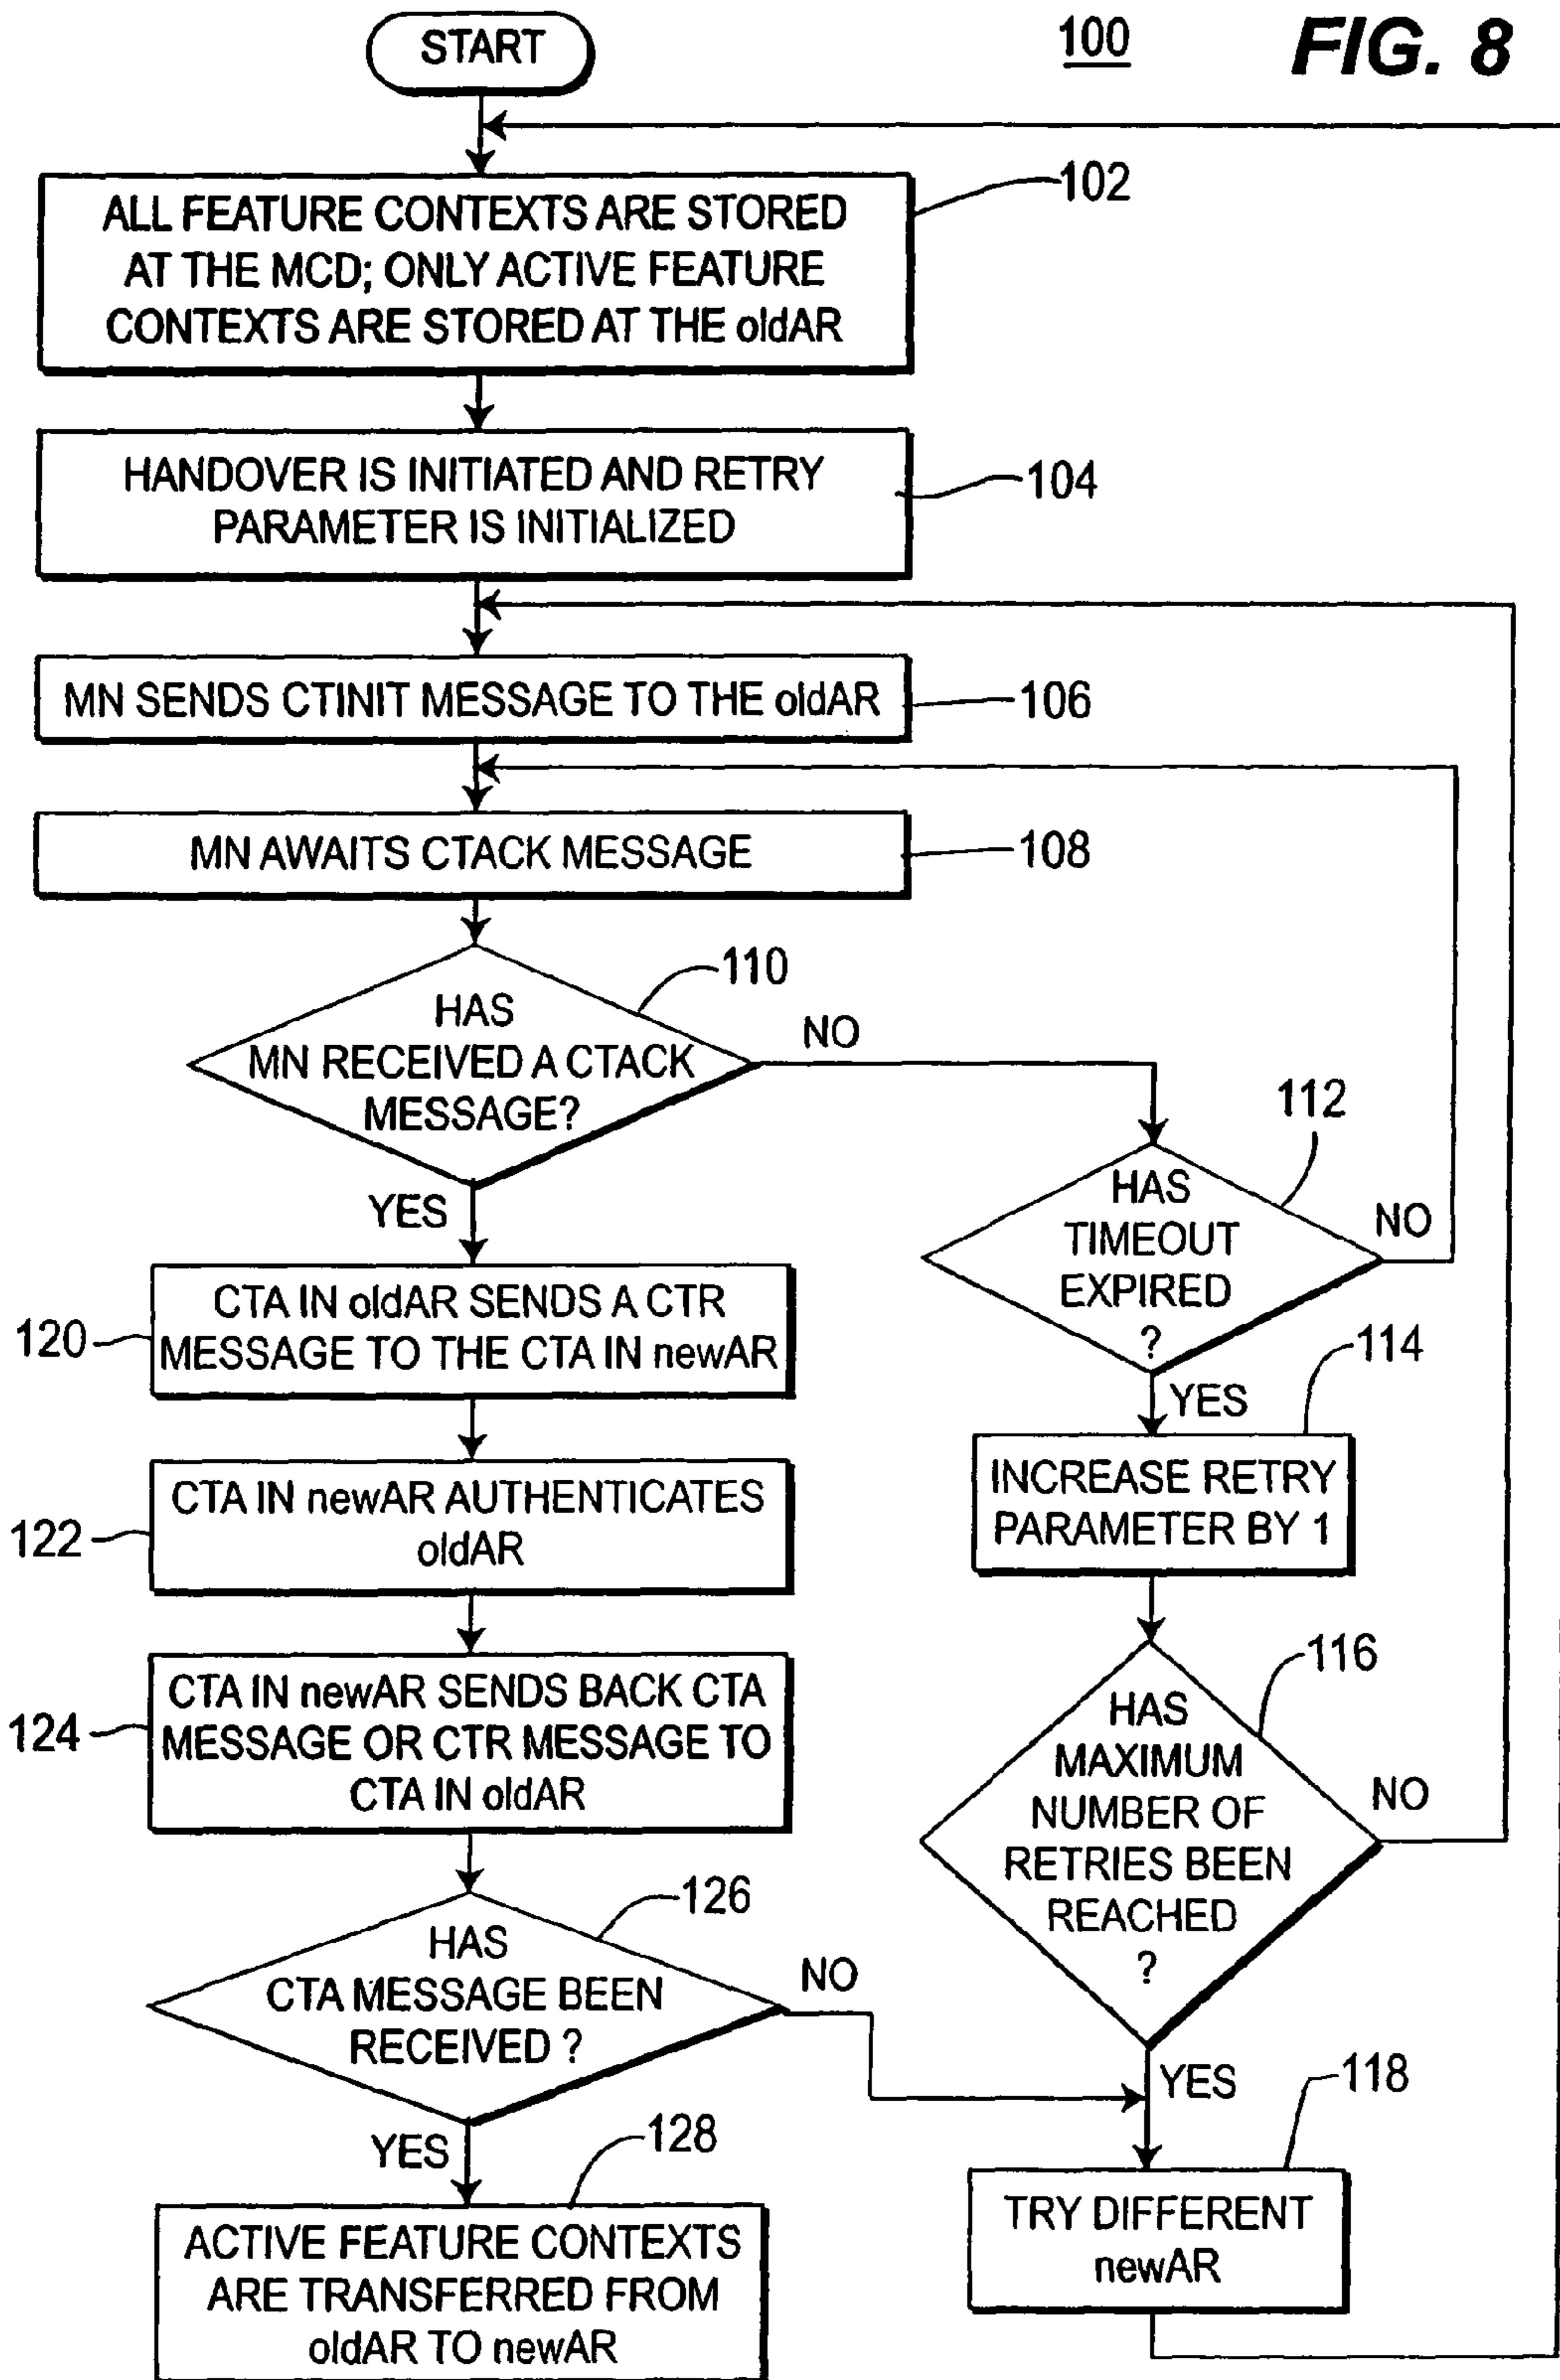 START
100
FIG. 8
ALL FEATURE CONTEXTS ARE STORED
AT THE MCD; ONLY ACTIVE FEATURE
CONTEXTS ARE STORED AT THE oldAR
102
HANDOVER IS INITIATED AND RETRY
PARAMETER IS INITIALIZED
104
MN SENDS CTINIT MESSAGE TO THE oldAR
106
MN AWAITS CTACK MESSAGE
108
HAS
MN RECEIVED A CTACK
MESSAGE?
110
NO
YES
HAS
TIMEOUT
EXPIRED
?
112
NO
YES
INCREASE RETRY
PARAMETER BY 1
114
HAS
MAXIMUM
NUMBER OF
RETRIES BEEN
REACHED
?
116
NO
YES
TRY DIFFERENT
newAR
118
CTA IN oldAR SENDS A CTR
MESSAGE TO THE CTA IN newAR
120
CTA IN newAR AUTHENTICATES
oldAR
122
CTA IN newAR SENDS BACK CTA
MESSAGE OR CTR MESSAGE TO
CTA IN oldAR
124
HAS
CTA MESSAGE BEEN
RECEIVED ?
126
NO
YES
ACTIVE FEATURE CONTEXTS
ARE TRANSFERRED FROM
oldAR TO newAR
128